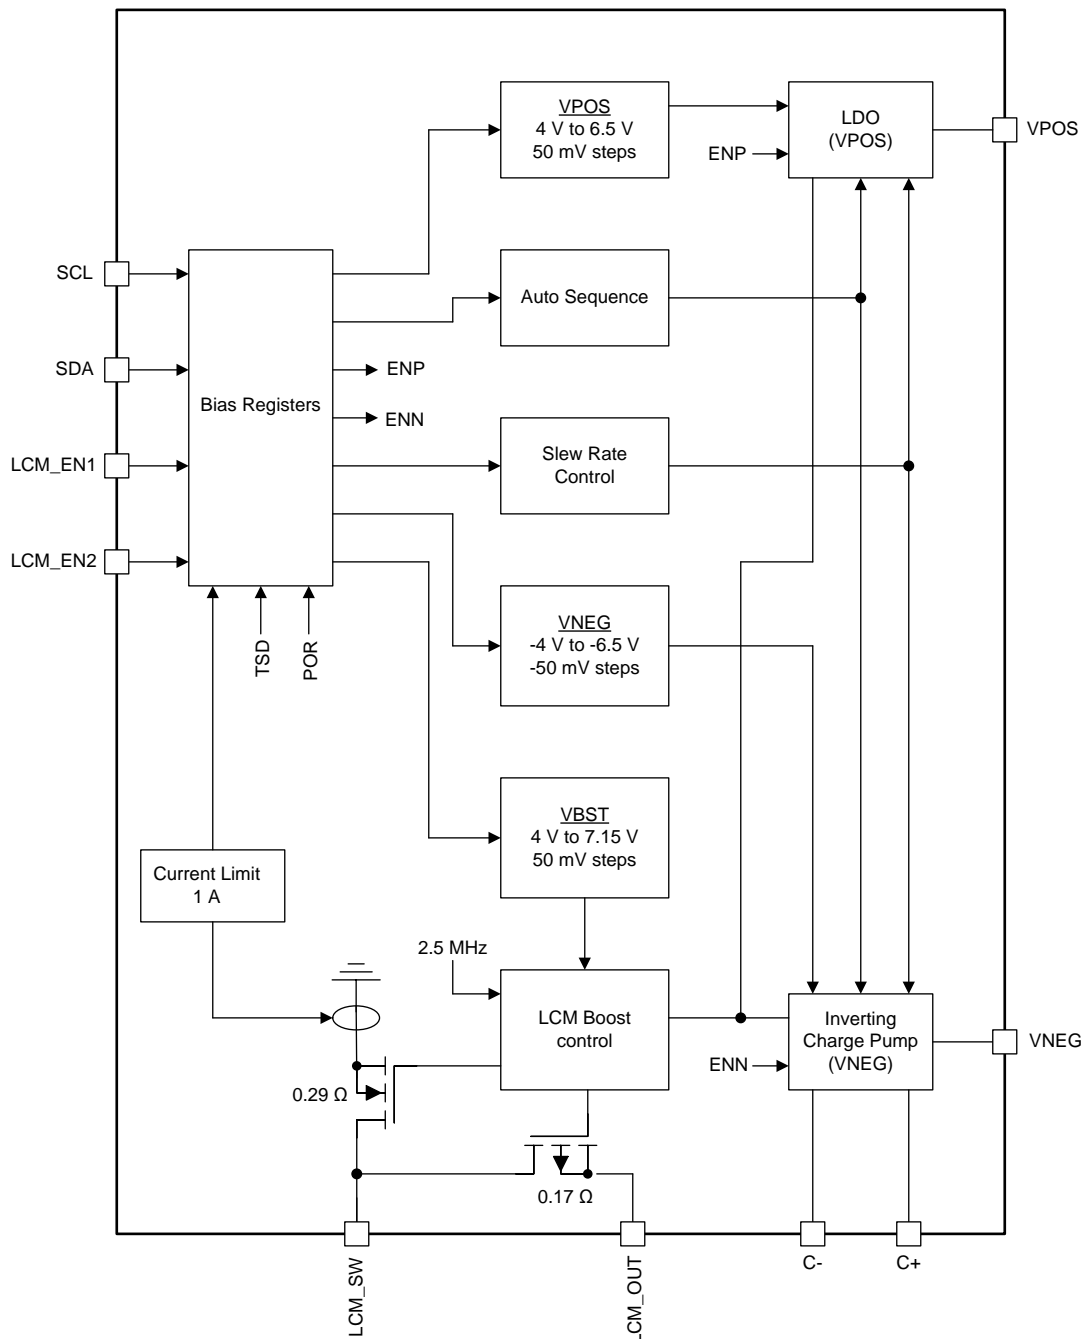 VPOS
4 V to 6.5 V
50 mV steps
LDO
(VPOS)
VPOS
ENP
SCL
Auto Sequence
SDA
ENP
Bias Registers
ENN
LCM_EN1
Slew Rate
Control
LCM_EN2
VNEG
-4 V to -6.5 V
-50 mV steps
TSD
POR
VBST
4 V to 7.15 V
50 mV steps
Current Limit
1 A
2.5 MHz
LCM Boost
control
Inverting
Charge Pump
(VNEG)
VNEG
ENN
0.29 Ω
0.17 Ω
LCM_SW
LCM_OUT
C-
C+